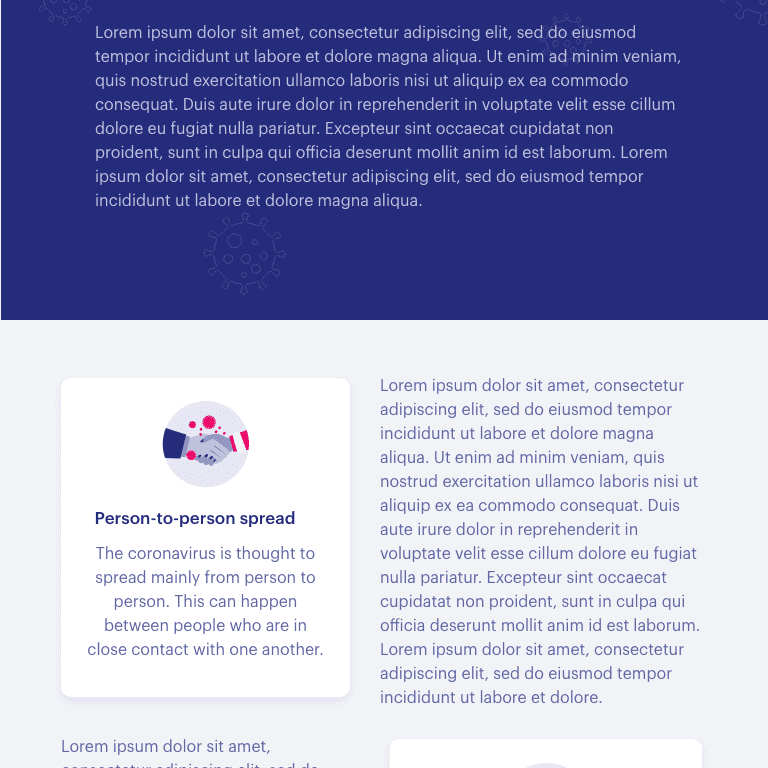 Lorem ipsum dolor sit amet, consectetur adipiscing elit, sed do eiusmod
tempor incididunt ut labore et dolore magna aliqua. Ut enim ad minim veniam,
quis nostrud exercitation ullamco laboris nisi ut aliquip ex ea commodo
consequat. Duis aute irure dolor in reprehenderit in voluptate velit esse cillum
dolore eu fugiat nulla pariatur. Excepteur sint occaecat cupidatat non
proident, sunt in culpa qui officia deserunt mollit anim id est laborum. Lorem
ipsum dolor sit amet, consectetur adipiscing elit, sed do eiusmod tempor
incididunt ut labore et dolore magna aliqua.
Person-to-person spread
The coronavirus is thought to
spread mainly from person to
person. This can happen
between people who are in
close contact with one another.
Lorem ipsum dolor sit amet, consectetur
adipiscing elit, sed do eiusmod tempor
incididunt ut labore et dolore magna
aliqua. Ut enim ad minim veniam, quis
nostrud exercitation ullamco laboris nisi ut
aliquip ex ea commodo consequat. Duis
aute irure dolor in reprehenderit in
voluptate velit esse cillum dolore eu fugiat
nulla pariatur. Excepteur sint occaecat
cupidatat non proident, sunt in culpa qui
officia deserunt mollit anim id est laborum.
Lorem ipsum dolor sit amet, consectetur
adipiscing elit, sed do eiusmod tempor
incididunt ut labore et dolore.
Lorem ipsum dolor sit amet,